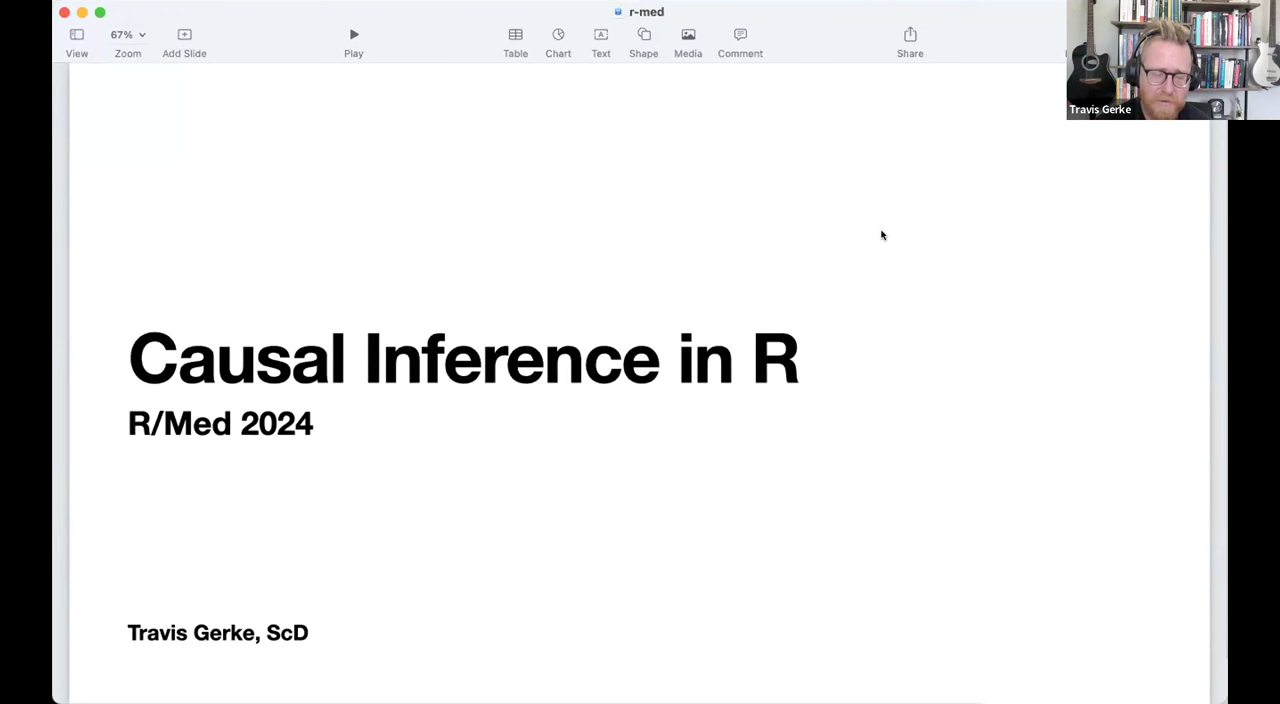 r-med
67%
View
Zoom
Add Slide
Play
Table
Chart
Text
Shape
Media
Comment
Share
Travis Gerke
Causal Inference in R
R/Med 2024
Travis Gerke, ScD